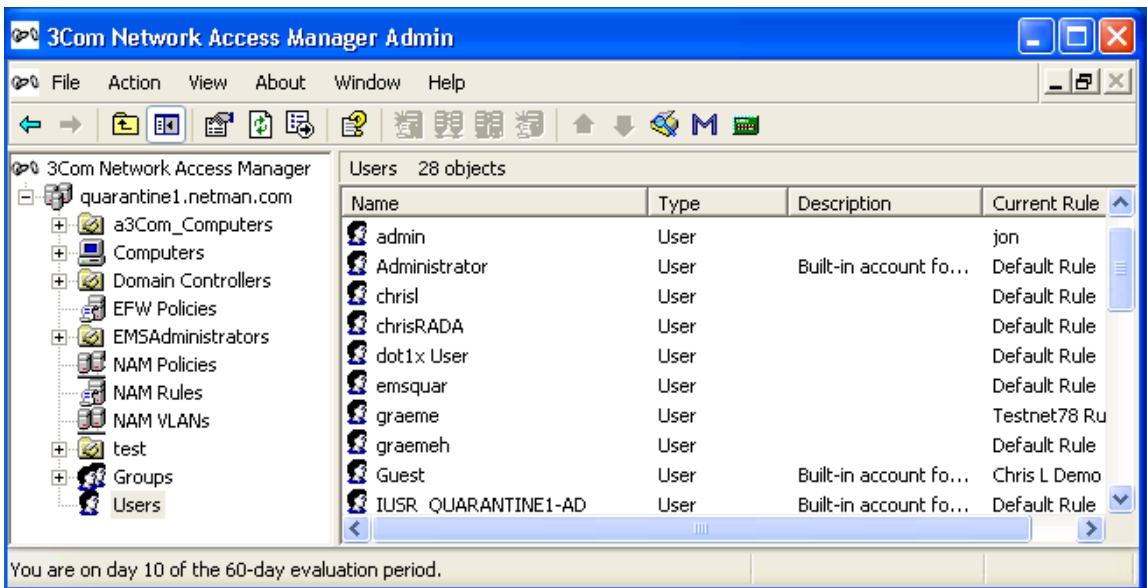 3Com Network Access Manager Admin
File Action View About Window Help
3Com Network Access Manager
quarantine1.netman.com
a3Com_Computers
Computers
Domain Controllers
EFW Policies
EMSAdministrators
NAM Policies
NAM Rules
NAM VLANs
test
Groups
Users
Users 28 objects
Name Type Description Current Rule
admin User jon
Administrator User Built-in account fo... Default Rule
chrisl User Default Rule
chrisRADA User Default Rule
dot1x User User Default Rule
emsquar User Default Rule
graeme User Testnet78 Ru
graemeh User Default Rule
Guest User Built-in account fo... Chris L Demo
IUSR_QUARANTINE1-AD User Built-in account fo... Default Rule
You are on day 10 of the 60-day evaluation period.